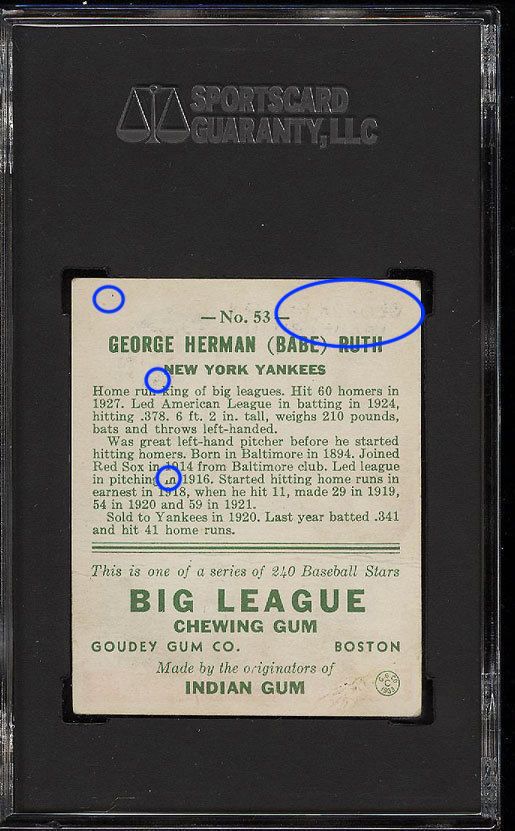 SPORTSCARD
GUARANTY, LLC
— No. 53 —
GEORGE HERMAN (BABE) RUTH
NEW YORK YANKEES
Home run king of big leagues. Hit 60 homers in
1927. Led American League in batting in 1924,
hitting .378. 6 ft. 2 in. tall, weighs 210 pounds,
bats and throws left-handed.
Was great left-hand pitcher before he started
hitting homers. Born in Baltimore in 1894. Joined
Red Sox in 1914 from Baltimore club. Led league
in pitching in 1916. Started hitting home runs in
earnest in 1918, when he hit 11, made 29 in 1919,
54 in 1920 and 59 in 1921.
Sold to Yankees in 1920. Last year batted .341
and hit 41 home runs.
This is one of a series of 240 Baseball Stars
BIG LEAGUE
CHEWING GUM
GOUDEY GUM CO. BOSTON
Made by the originators of
INDIAN GUM
G. G. Co.
C
1933